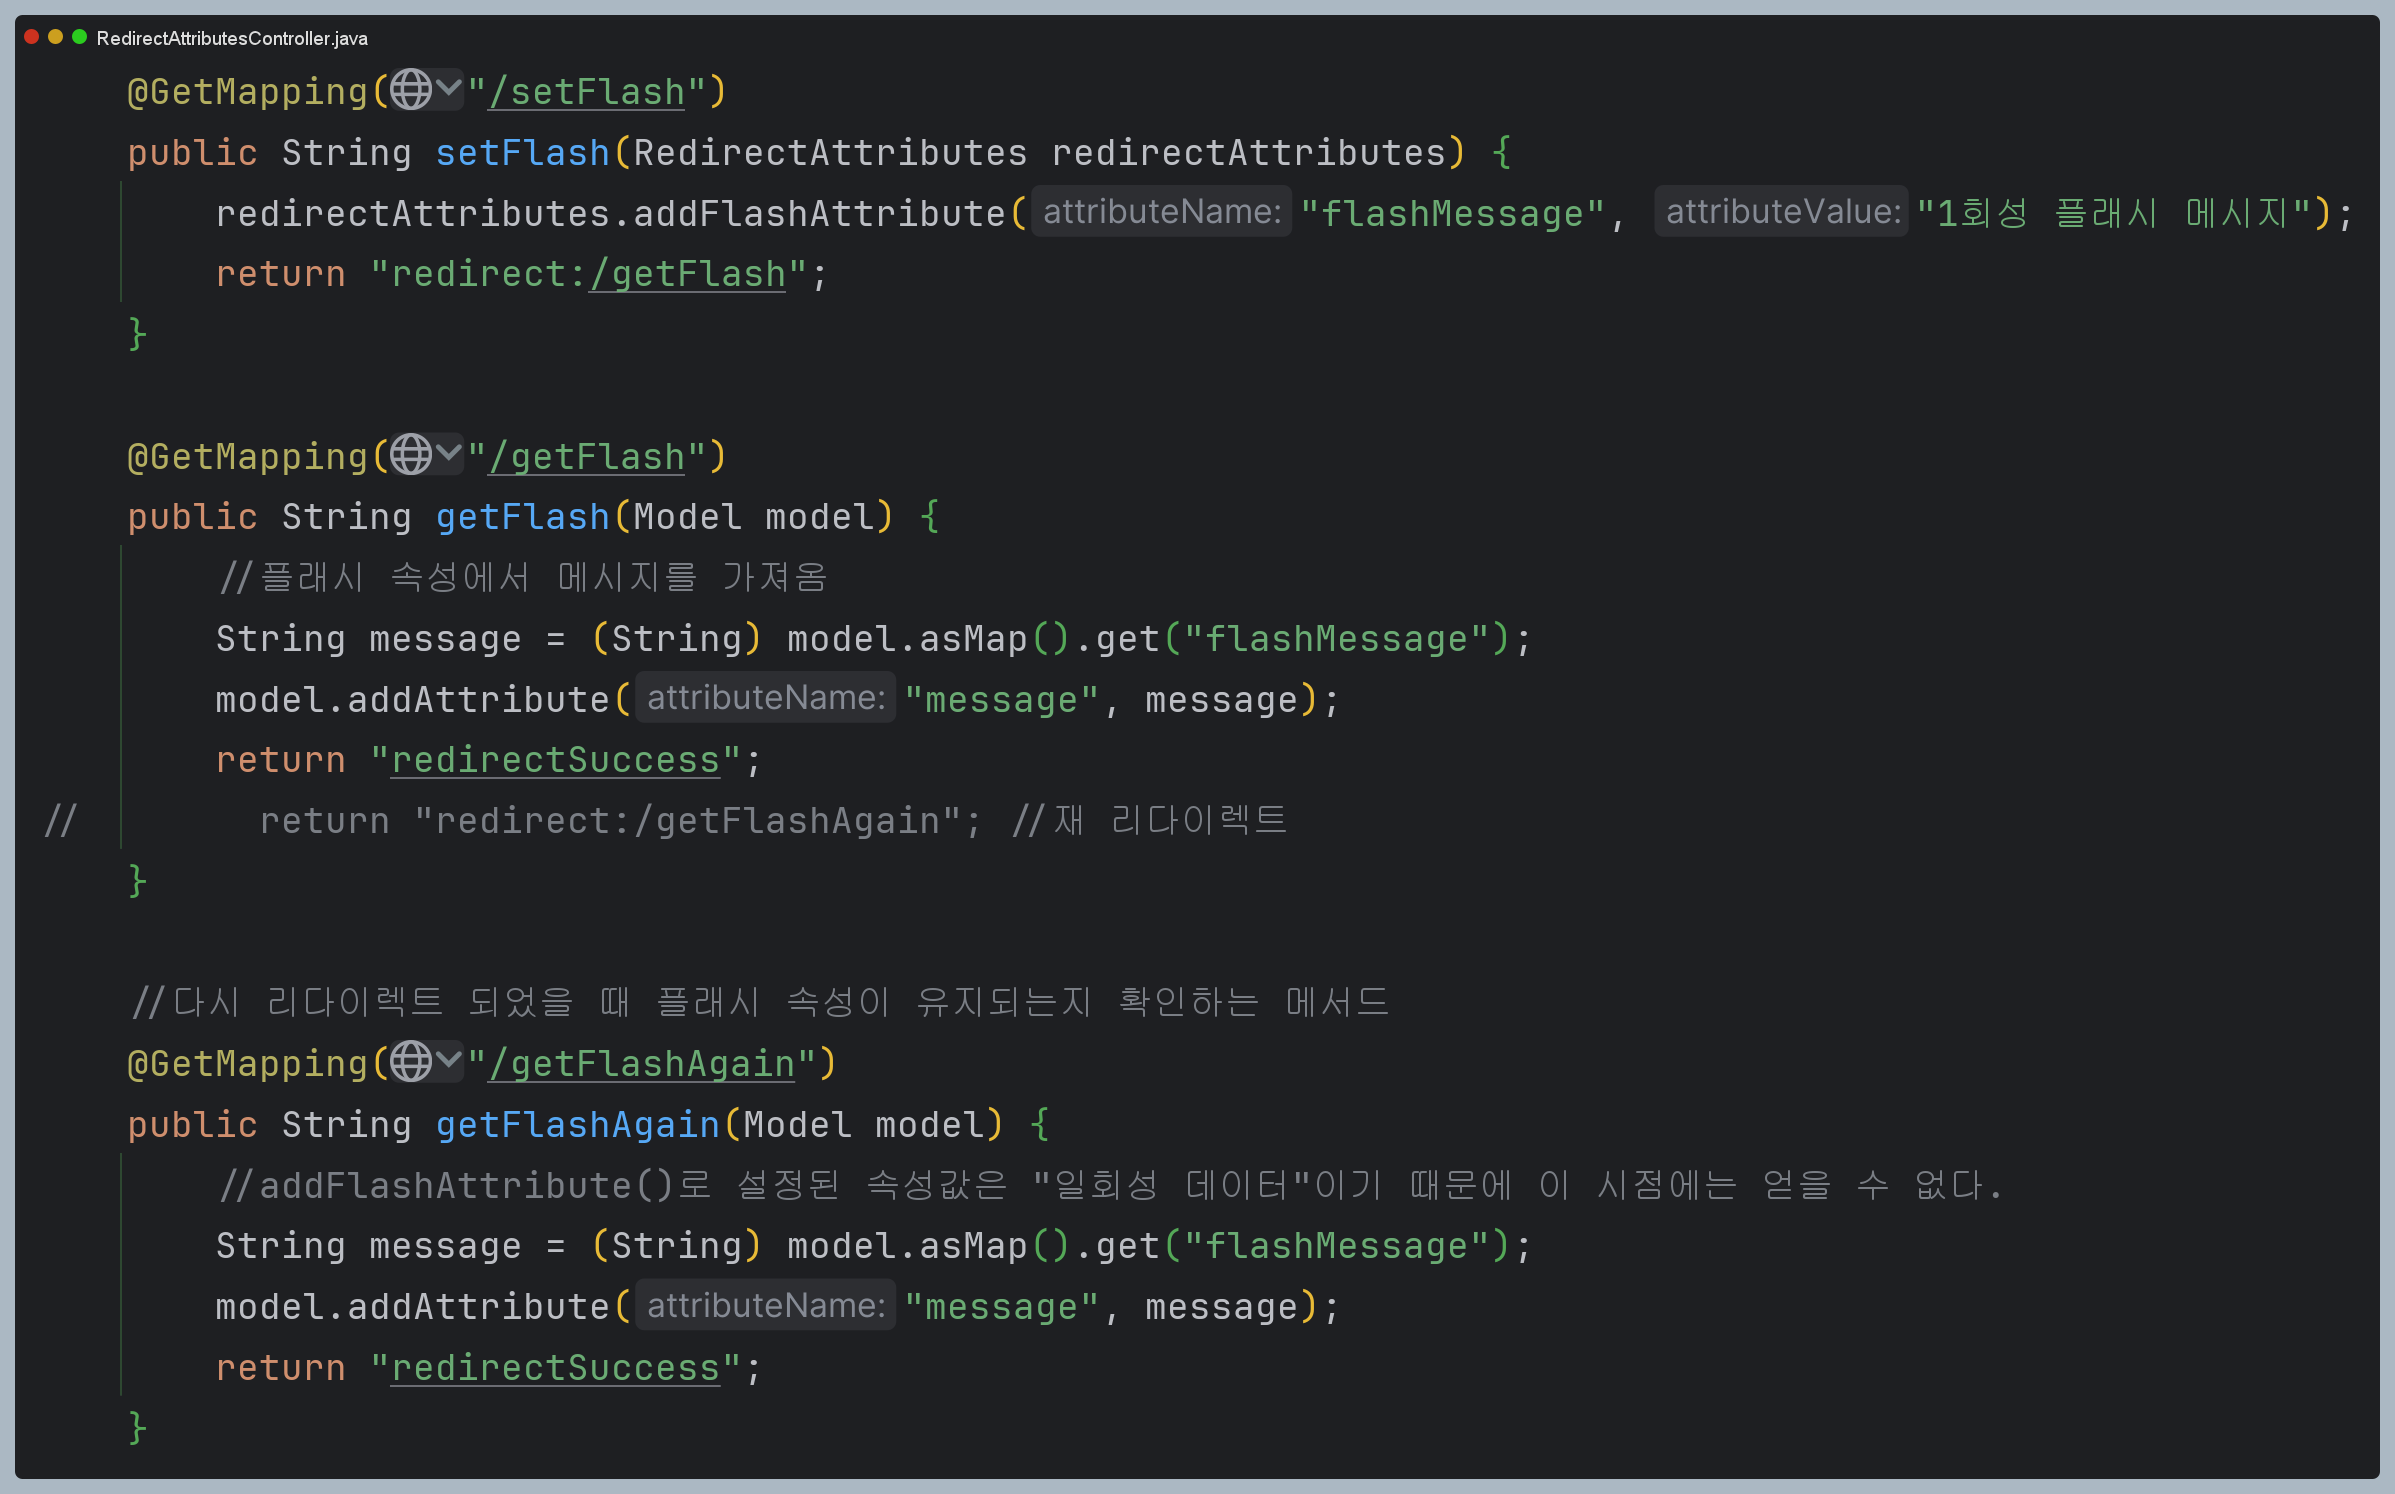 RedirectAttributesController.java
@GetMapping("/setFlash")
public String setFlash(RedirectAttributes redirectAttributes) {
redirectAttributes.addFlashAttribute( attributeName: "flashMessage", attributeValue: "1회성 플래시 메시지");
return "redirect:/getFlash";
}
@GetMapping("/getFlash")
public String getFlash(Model model) {
//플래시 속성에서 메시지를 가져옴
String message = (String) model.asMap().get("flashMessage");
model.addAttribute( attributeName: "message", message);
return "redirectSuccess";
// return "redirect:/getFlashAgain"; //재 리다이렉트
}
//다시 리다이렉트 되었을 때 플래시 속성이 유지되는지 확인하는 메서드
@GetMapping("/getFlashAgain")
public String getFlashAgain(Model model) {
//addFlashAttribute()로 설정된 속성값은 "일회성 데이터"이기 때문에 이 시점에는 얻을 수 없다.
String message = (String) model.asMap().get("flashMessage");
model.addAttribute( attributeName: "message", message);
return "redirectSuccess";
}